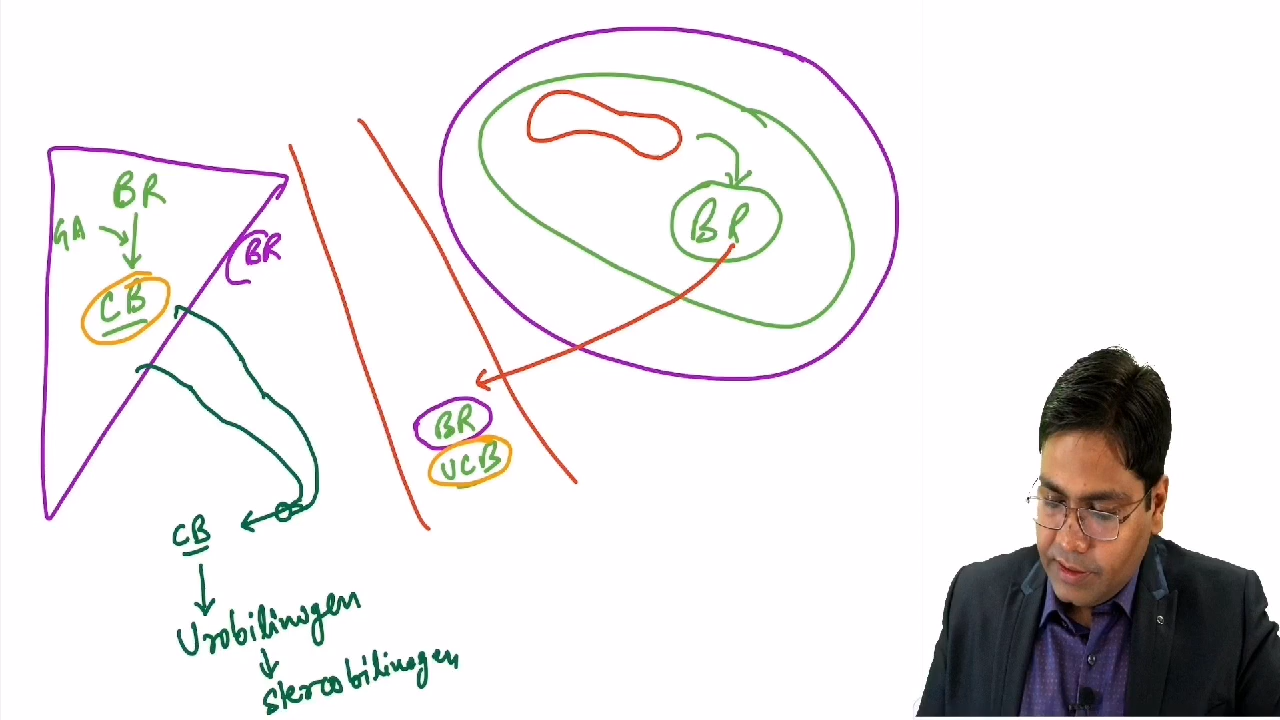 BR
GA
CB
BR
BR
BR
UCB
CB
Urobilinogen
stercobilinogen